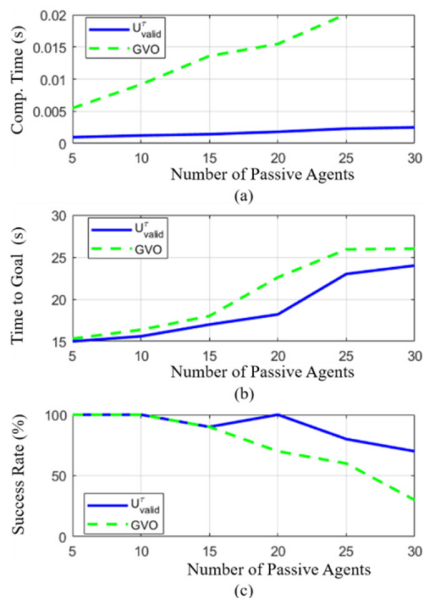 0.02
0.015
0.01
0.005
0
Comp. Time (s)
U^τ_valid
GVO
5 10 15 20 25 30
Number of Passive Agents
(a)
30
25
20
15
Time to Goal (s)
U^τ_valid
GVO
5 10 15 20 25 30
Number of Passive Agents
(b)
100
50
0
Success Rate (%)
U^τ_valid
GVO
5 10 15 20 25 30
Number of Passive Agents
(c)